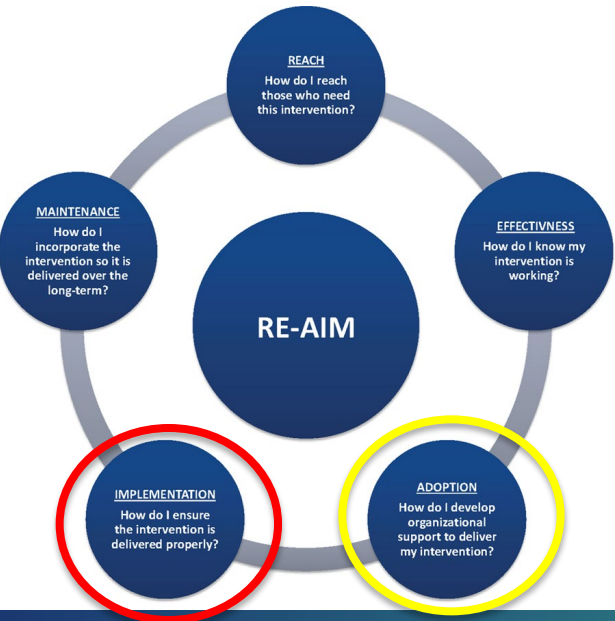 REACH
How do I reach
those who need
this intervention?
EFFECTIVNESS
How do I know my
intervention is
working?
ADOPTION
How do I develop
organizational
support to deliver
my intervention?
IMPLEMENTATION
How do I ensure
the intervention is
delivered properly?
MAINTENANCE
How do I
incorporate the
intervention so it is
delivered over the
long-term?
RE-AIM